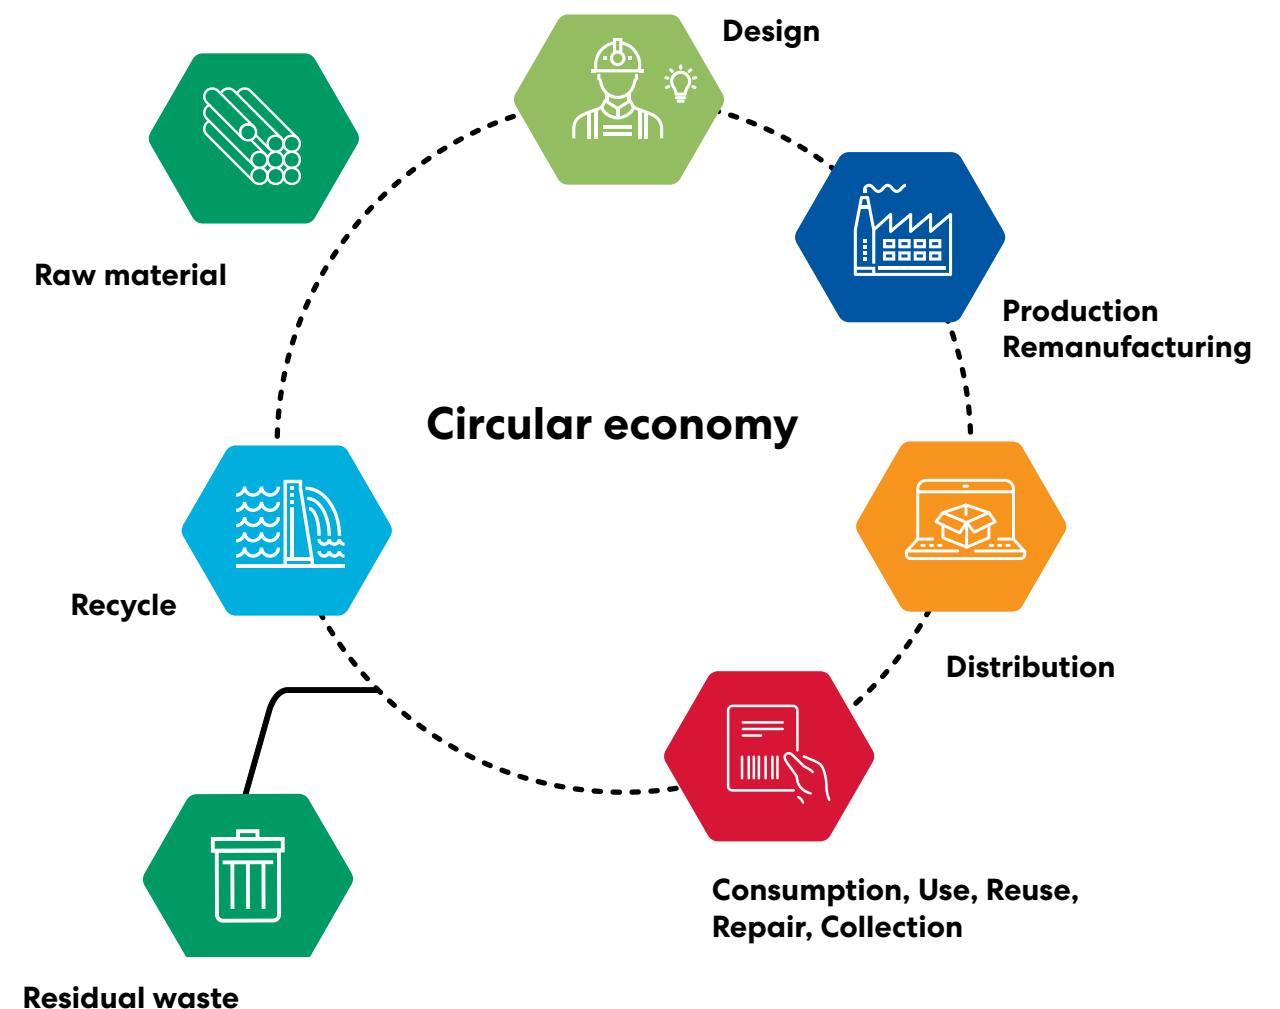 Design
Raw material
Production
Remanufacturing
Circular economy
Recycle
Distribution
Consumption, Use, Reuse,
Repair, Collection
Residual waste